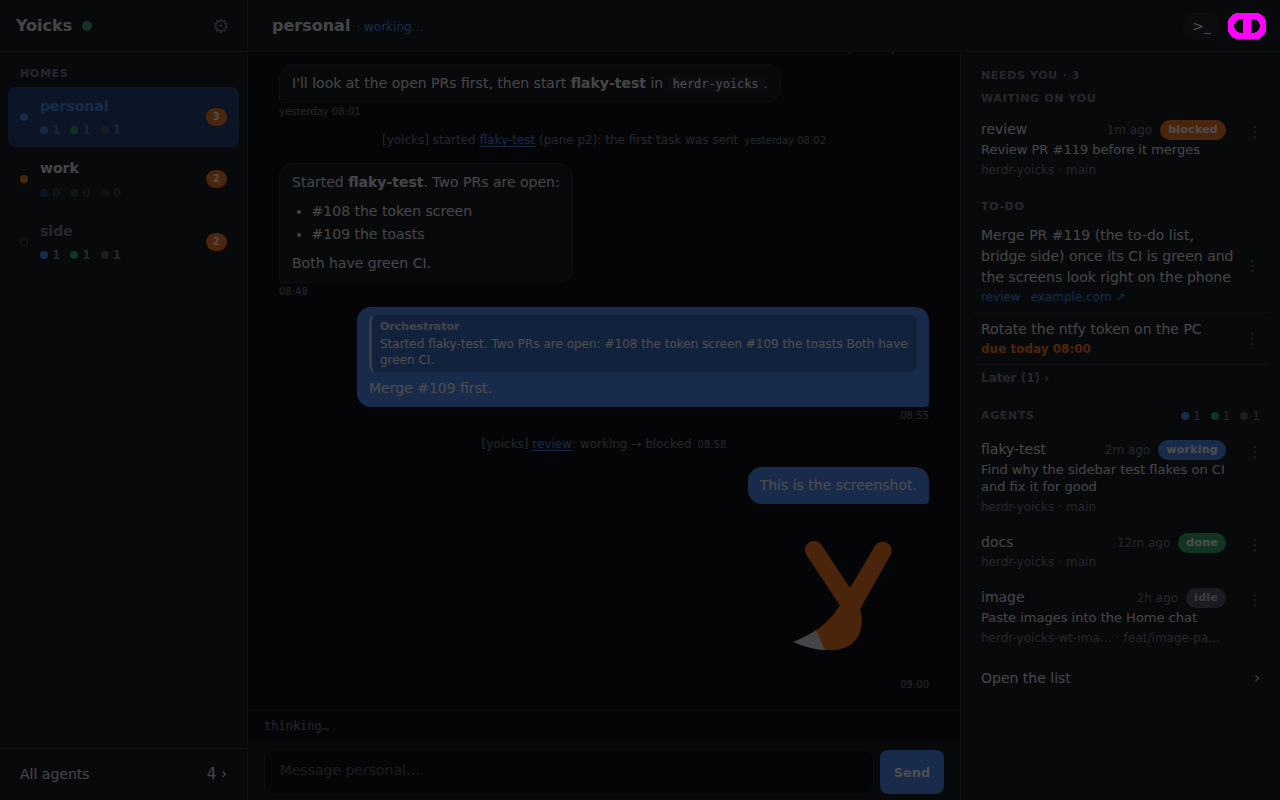 Yoicks
HOMES
personal
1 1 1
3
work
0 0 0
2
side
1 1 1
2
All agents
4 ›
personal · working…
>_
I'll look at the open PRs first, then start flaky-test in herdr-yoicks.
yesterday 08:01
[yoicks] started flaky-test (pane p2); the first task was sent yesterday 08:02
Started flaky-test. Two PRs are open:
• #108 the token screen
• #109 the toasts
Both have green CI.
08:48
Orchestrator
Started flaky-test. Two PRs are open: #108 the token screen #109 the toasts Both have
green CI.
Merge #109 first.
08:55
[yoicks] review: working → blocked 08:58
This is the screenshot.
09:00
thinking…
Message personal…
Send
NEEDS YOU · 3
WAITING ON YOU
review 1m ago blocked
Review PR #119 before it merges
herdr-yoicks · main
TO-DO
Merge PR #119 (the to-do list,
bridge side) once its CI is green and
the screens look right on the phone
review example.com ↗
Rotate the ntfy token on the PC
due today 08:00
Later (1) ›
AGENTS 1 1 1
flaky-test 2m ago working
Find why the sidebar test flakes on CI
and fix it for good
herdr-yoicks · main
docs 12m ago done
herdr-yoicks · main
image 2h ago idle
Paste images into the Home chat
herdr-yoicks-wt-ima… · feat/image-pa…
Open the list ›